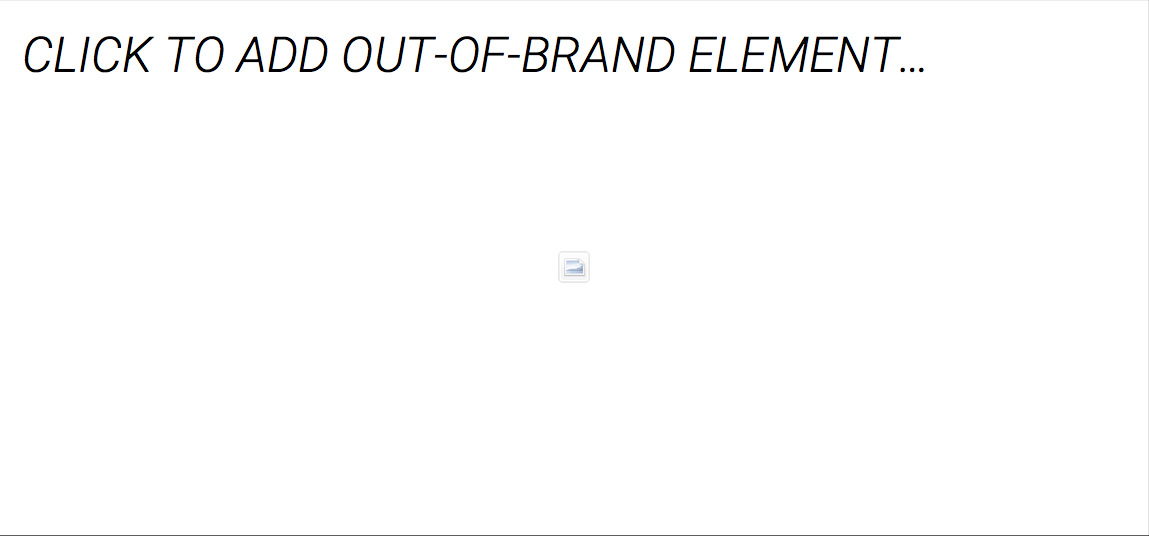 CLICK TO ADD OUT-OF-BRAND ELEMENT…